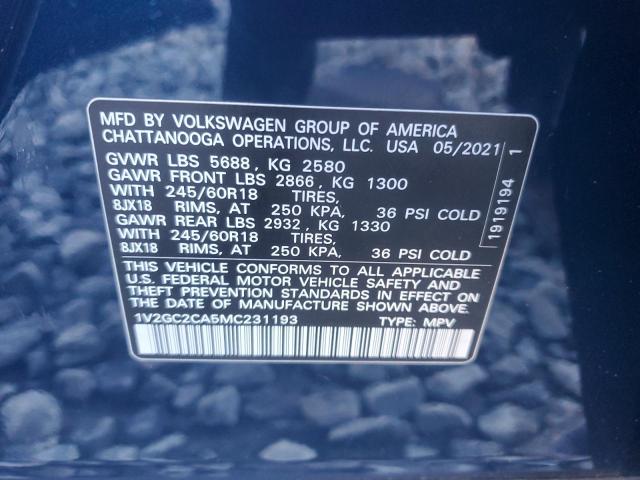 MFD BY VOLKSWAGEN GROUP OF AMERICA
CHATTANOOGA OPERATIONS, LLC. USA 05/2021
GVWR LBS 5688, KG 2580
GAWR FRONT LBS 2866, KG 1300
WITH 245/60R18 TIRES,
8JX18 RIMS, AT 250 KPA, 36 PSI COLD
GAWR REAR LBS 2932, KG 1330
WITH 245/60R18 TIRES,
8JX18 RIMS, AT 250 KPA, 36 PSI COLD
THIS VEHICLE CONFORMS TO ALL APPLICABLE
U.S. FEDERAL MOTOR VEHICLE SAFETY AND
THEFT PREVENTION STANDARDS IN EFFECT ON
THE DATE OF MANUFACTURE SHOWN ABOVE.
1V2GC2CA5MC231193 TYPE: MPV
1919194 1